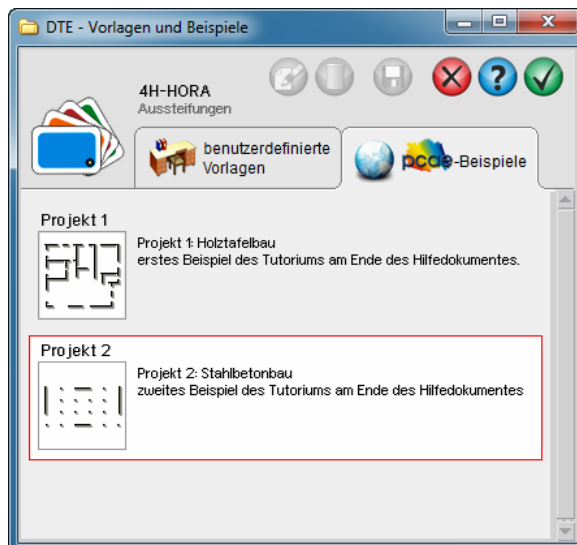 DTE - Vorlagen und Beispiele
4H-HORA
Aussteifungen
benutzerdefinierte
Vorlagen
pcae-Beispiele
Projekt 1
Projekt 1: Holztafelbau
erstes Beispiel des Tutoriums am Ende des Hilfedokumentes.
Projekt 2
Projekt 2: Stahlbetonbau
zweites Beispiel des Tutoriums am Ende des Hilfedokumentes